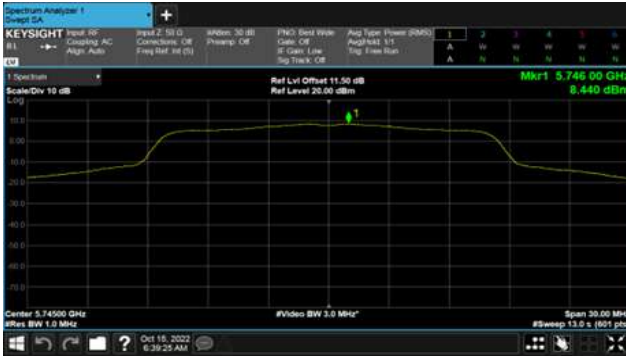 Spectrum Analyzer 1
Swept SA
+
KEYSIGHT Input: RF
RL Coupling: AC
Align: Auto
Input Z: 50 Ω
Corrections: Off
Freq Ref: Int (S)
#Atten: 30 dB
Preamp: Off
PNO: Best Wide
Gate: Off
IF Gain: Low
Sig Track: Off
Avg Type: Power (RMS)
Avg|Hold: 1/1
Trig: Free Run
1 2 3 4 5 6
A W W W W W
A N N N N N
1 Spectrum
Scale/Div 10 dB
Ref Lvl Offset 11.50 dB
Ref Level 20.00 dBm
Mkr1 5.746 00 GHz
8.440 dBm
Log
1
10.0
0.00
-10.0
-20.0
-30.0
-40.0
-50.0
-60.0
-70.0
Center 5.74500 GHz
#Res BW 1.0 MHz
#Video BW 3.0 MHz*
Span 30.00 MH
#Sweep 13.0 s (601 pts
?
Oct 16, 2022
6:39:25 AM